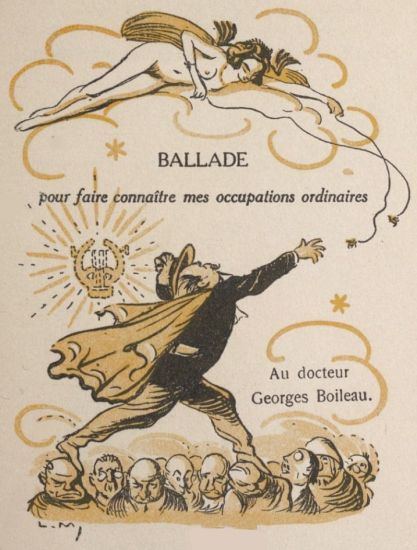 BALLADE
pour faire connaître mes occupations ordinaires
Au docteur
Georges Boileau.
L. M